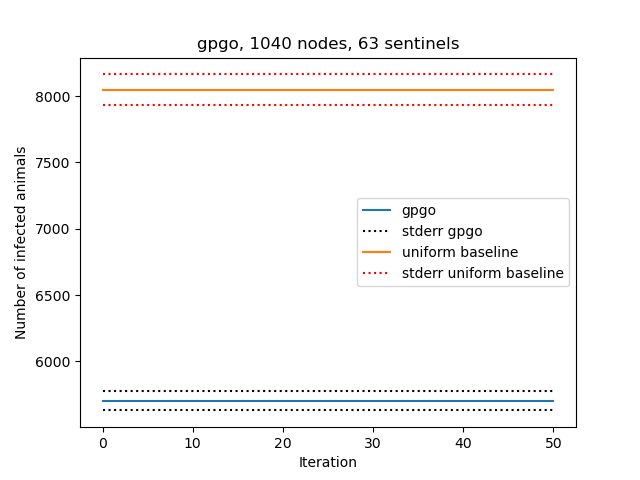 gpgo, 1040 nodes, 63 sentinels
Number of infected animals
8000
7500
7000
6500
6000
gpgo
stderr gpgo
uniform baseline
stderr uniform baseline
0 10 20 30 40 50
Iteration